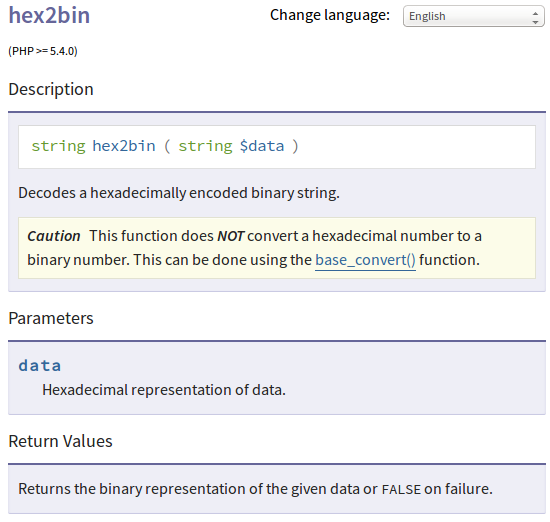 hex2bin
Change language: English
(PHP >= 5.4.0)
Description
string hex2bin ( string $data )
Decodes a hexadecimally encoded binary string.
Caution This function does NOT convert a hexadecimal number to a
binary number. This can be done using the base_convert() function.
Parameters
data
Hexadecimal representation of data.
Return Values
Returns the binary representation of the given data or FALSE on failure.